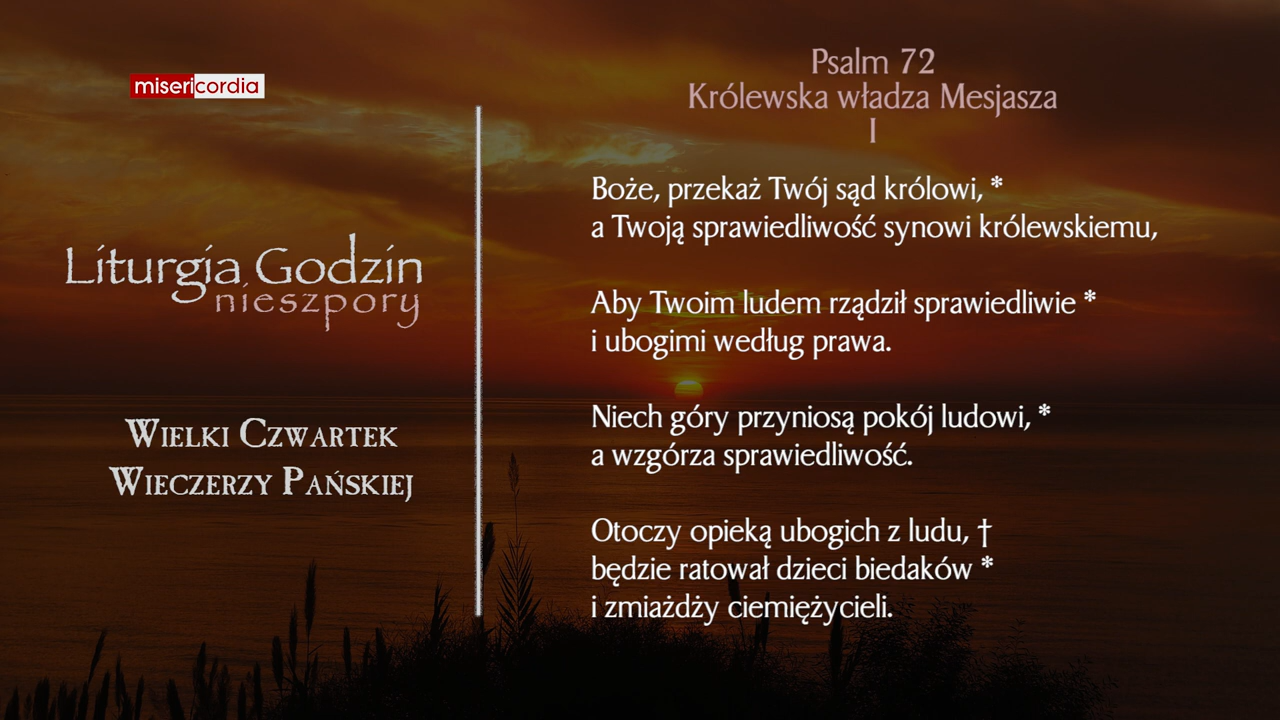 misericordia
Liturgia Godzin
nieszpory
Wielki Czwartek
Wieczerzy Pańskiej
Psalm 72
Królewska władza Mesjasza
I
Boże, przekaż Twój sąd królowi, *
a Twoją sprawiedliwość synowi królewskiemu,
Aby Twoim ludem rządził sprawiedliwie *
i ubogimi według prawa.
Niech góry przyniosą pokój ludowi, *
a wzgórza sprawiedliwość.
Otoczy opieką ubogich z ludu, †
będzie ratował dzieci biedaków *
i zmiażdży ciemiężycieli.